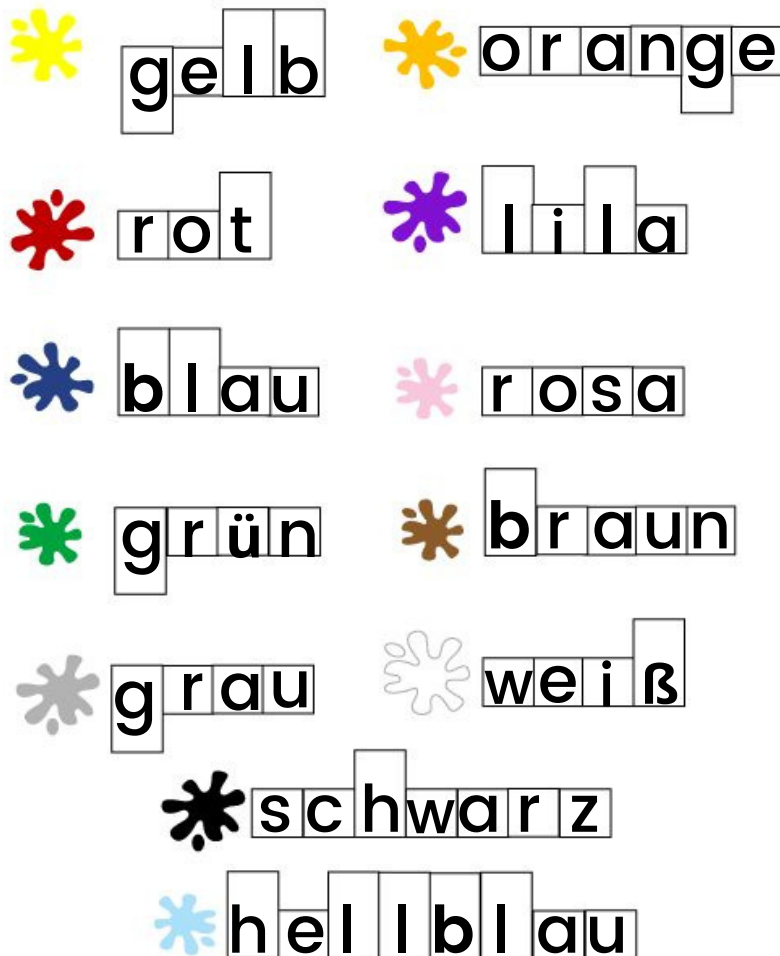 gelb orange
rot lila
blau rosa
grün braun
grau weiß
schwarz
hellblau